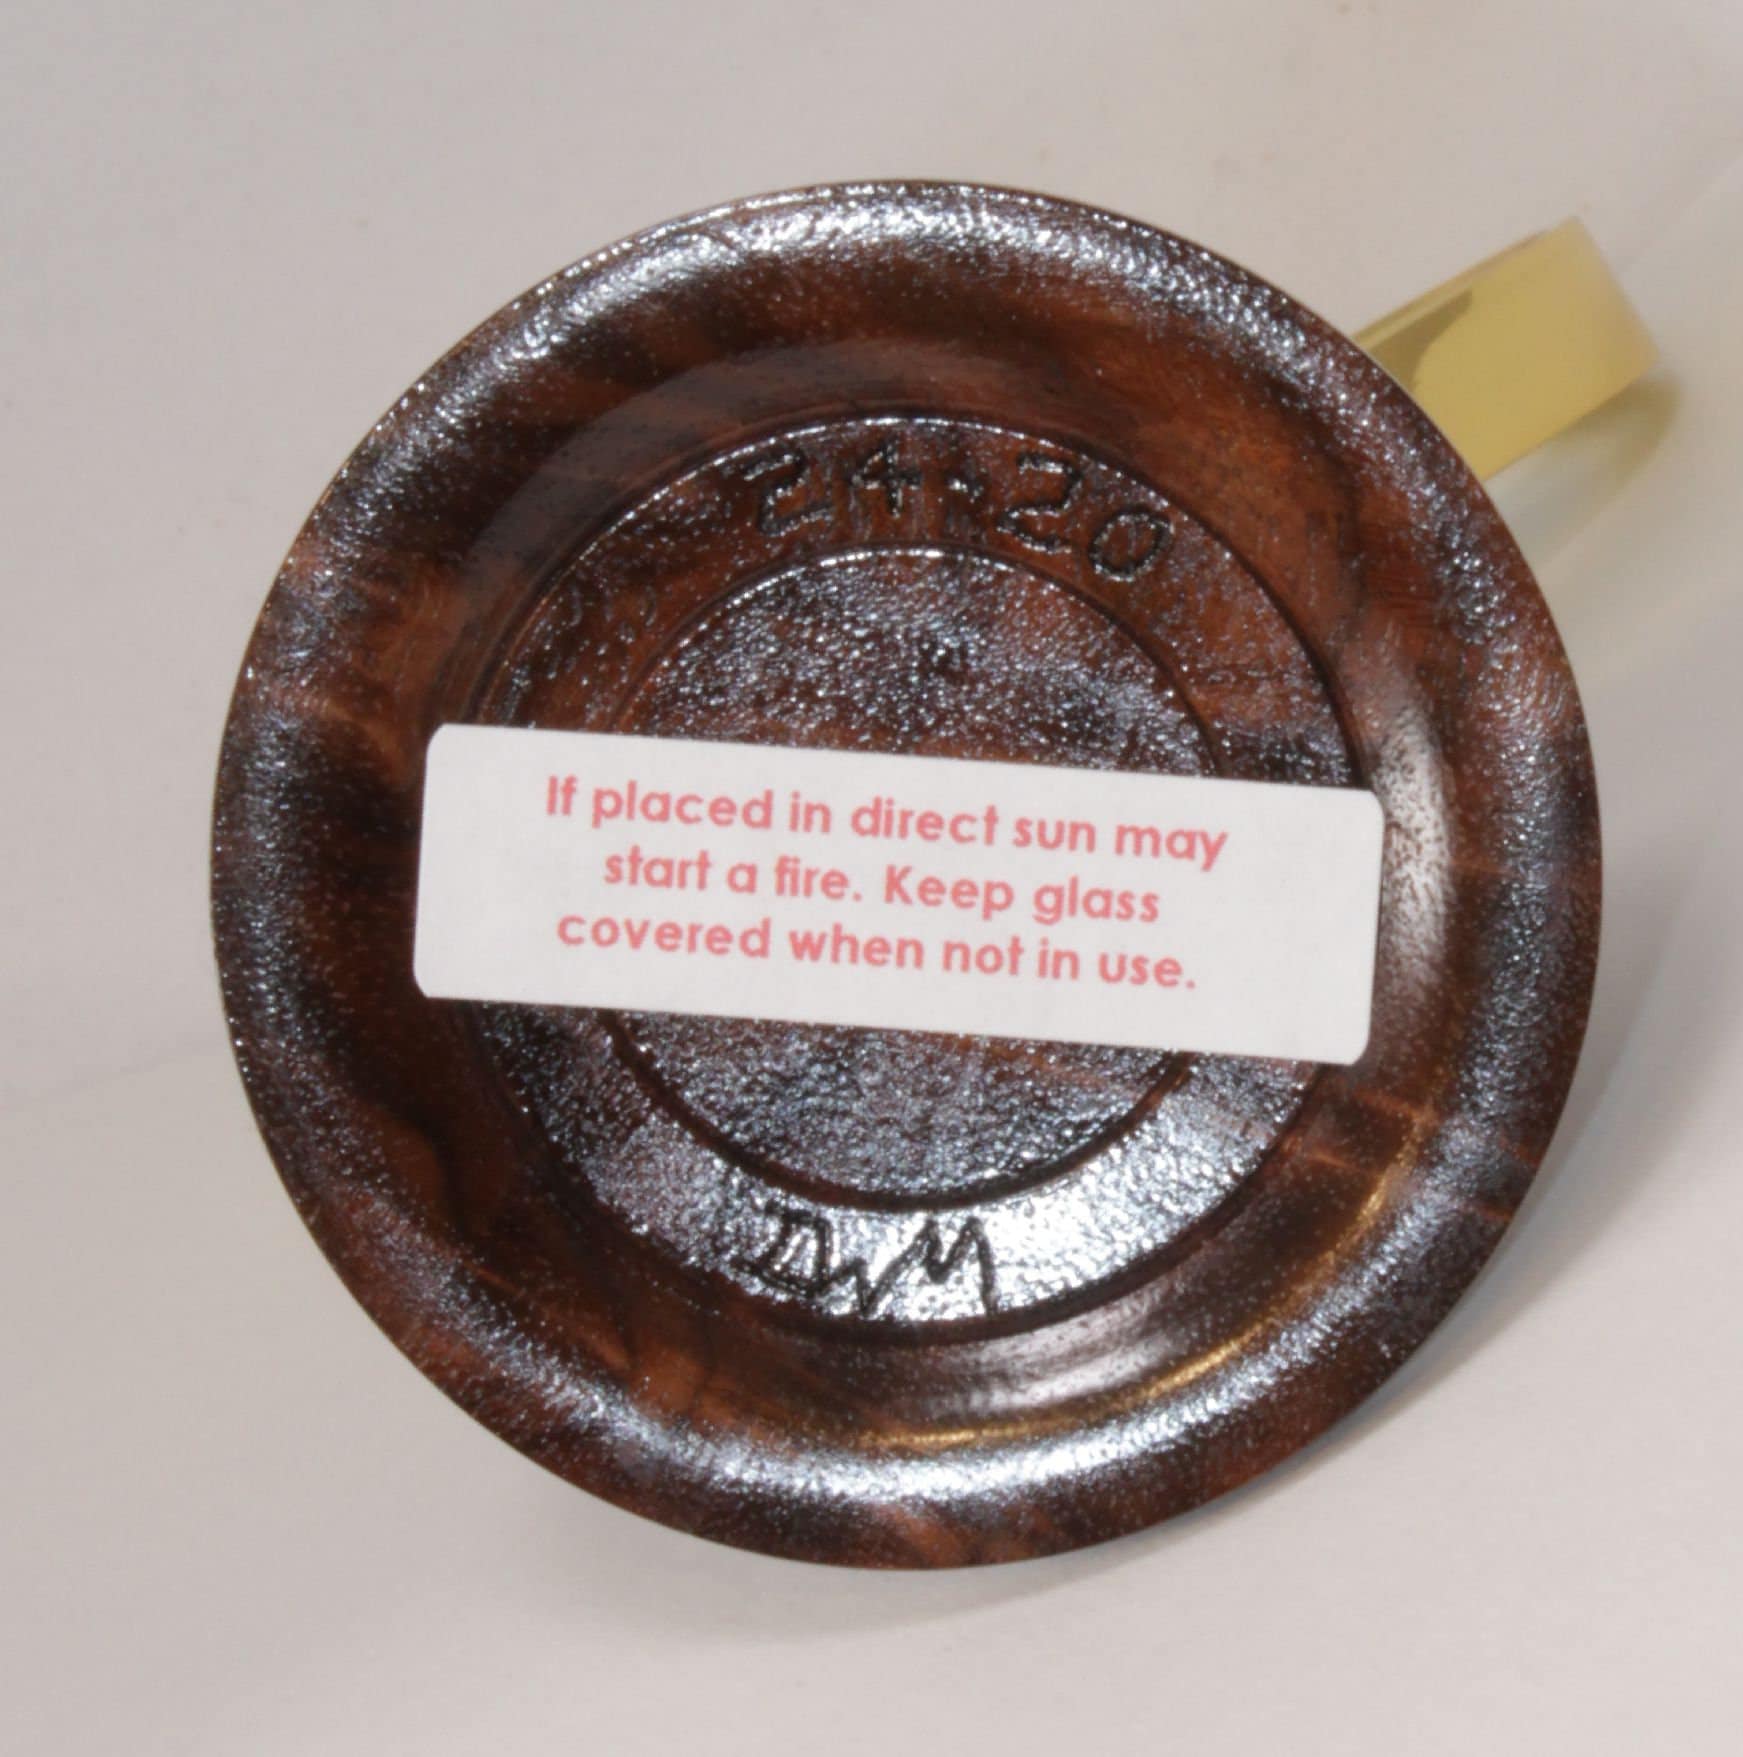 24-20
If placed in direct sun may
start a fire. Keep glass
covered when not in use.
DWM